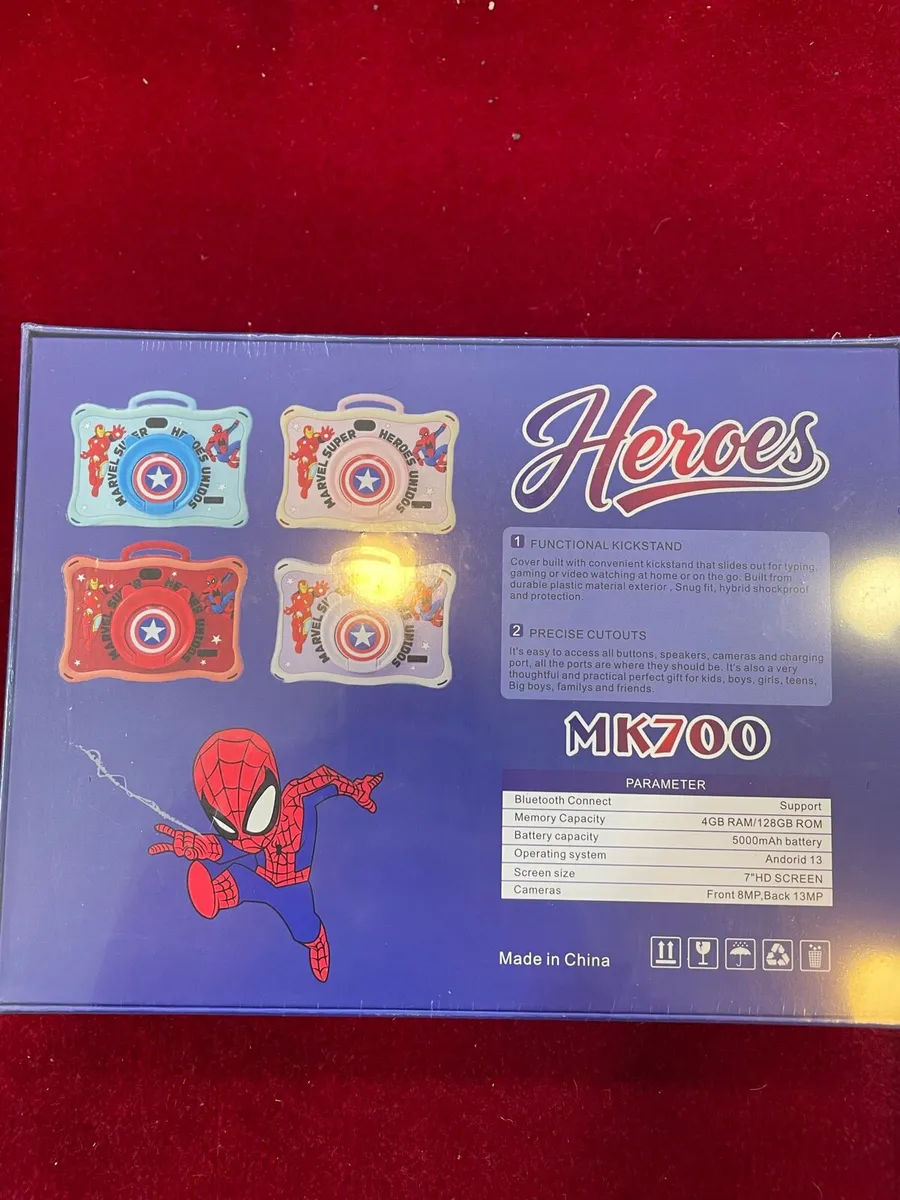 MARVEL SUPER HEROES UNIDOS
MARVEL SUPER HEROES UNIDOS
MARVEL
UNIDOS
MARVEL
UNIDOS
Heroes
1 FUNCTIONAL KICKSTAND
Cover built with convenient kickstand that slides out for typing,
gaming or video watching at home or on the go. Built from
durable plastic material exterior , Snug fit, hybrid shockproof
and protection.
2 PRECISE CUTOUTS
It's easy to access all buttons, speakers, cameras and charging
port, all the ports are where they should be. It's also a very
thoughtful and practical perfect gift for kids, boys, girls, teens,
Big boys, familys and friends.
MK700
PARAMETER
Bluetooth Connect Support
Memory Capacity 4GB RAM/128GB ROM
Battery capacity 5000mAh battery
Operating system Andorid 13
Screen size 7"HD SCREEN
Cameras Front 8MP,Back 13MP
Made in China